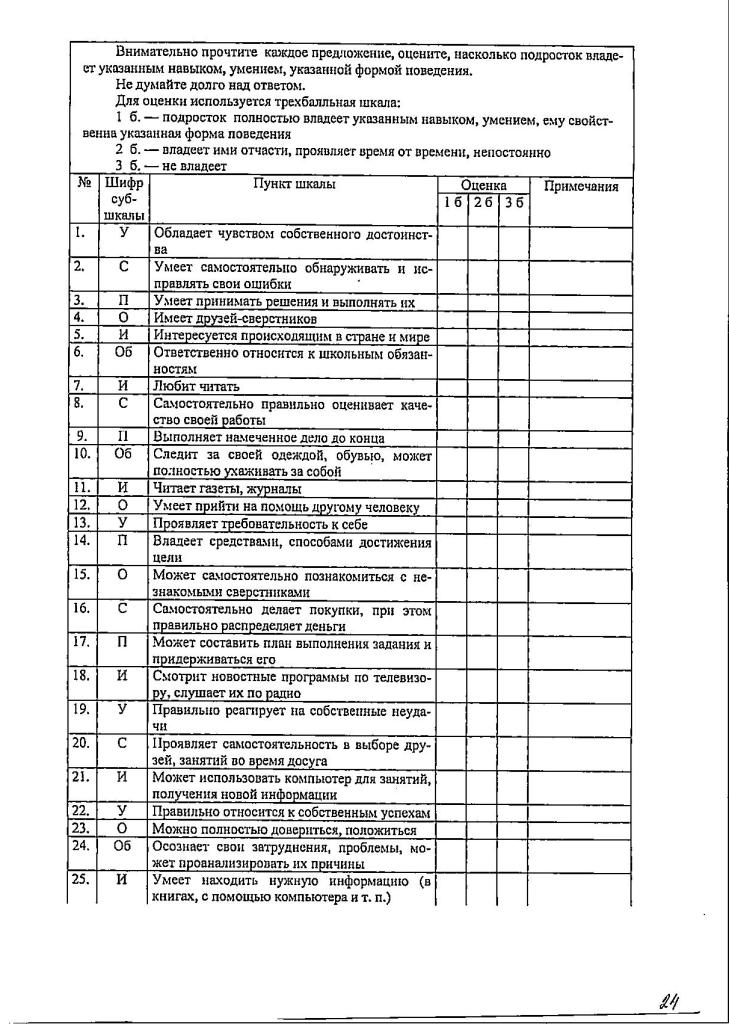 Внимательно прочтите каждое предложение, оцените, насколько подросток владе-
ет указанным навыком, умением, указанной формой поведения.
Не думайте долго над ответом.
Для оценки используется трехбалльная шкала:
1 б. — подросток полностью владеет указанным навыком, умением, ему свойст-
венна указанная форма поведения
2 б. — владеет ими отчасти, проявляет время от времени, непостоянно
3 б. — не владеет
№ Шифр суб-шкалы Пункт шкалы Оценка Примечания
1 б 2 б 3 б
1. У Обладает чувством собственного достоинст-
ва
2. С Умеет самостоятельно обнаруживать и ис-
правлять свои ошибки
3. П Умеет принимать решения и выполнять их
4. О Имеет друзей-сверстников
5. И Интересуется происходящим в стране и мире
6. Об Ответственно относится к школьным обязан-
ностям
7. И Любит читать
8. С Самостоятельно правильно оценивает каче-
ство своей работы
9. П Выполняет намеченное дело до конца
10. Об Следит за своей одеждой, обувью, может
полностью ухаживать за собой
11. И Читает газеты, журналы
12. О Умеет прийти на помощь другому человеку
13. У Проявляет требовательность к себе
14. П Владеет средствами, способами достижения
цели
15. О Может самостоятельно познакомиться с не-
знакомыми сверстниками
16. С Самостоятельно делает покупки, при этом
правильно распределяет деньги
17. П Может составить план выполнения задания и
придерживаться его
18. И Смотрит новостные программы по телевизо-
ру, слушает их по радио
19. У Правильно реагирует на собственные неуда-
чи
20. С Проявляет самостоятельность в выборе дру-
зей, занятий во время досуга
21. И Может использовать компьютер для занятий,
получения новой информации
22. У Правильно относится к собственным успехам
23. О Можно полностью довериться, положиться
24. Об Осознает свои затруднения, проблемы, мо-
жет проанализировать их причины
25. И Умеет находить нужную информацию (в
книгах, с помощью компьютера и т. п.)
24